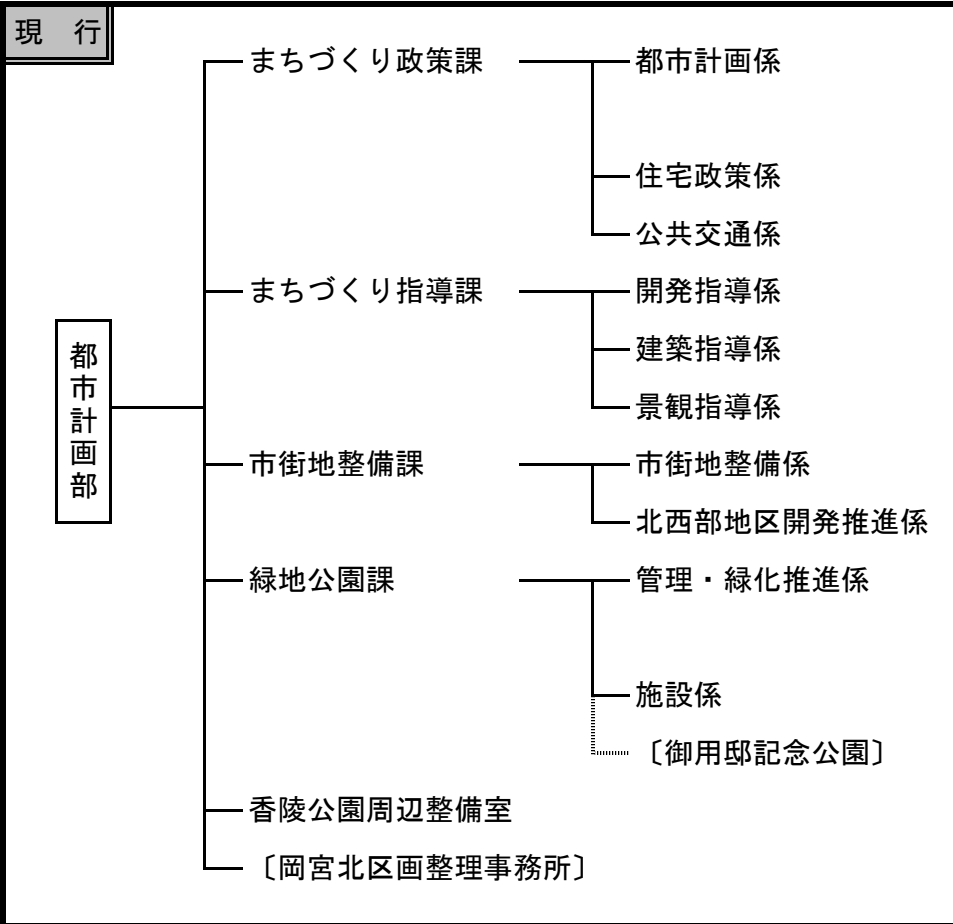 現　行
まちづくり政策課
都市計画係
住宅政策係
公共交通係
まちづくり指導課
開発指導係
建築指導係
景観指導係
都市計画部
市街地整備課
市街地整備係
北西部地区開発推進係
緑地公園課
管理・緑化推進係
施設係
〔御用邸記念公園〕
香陵公園周辺整備室
〔岡宮北区画整理事務所〕